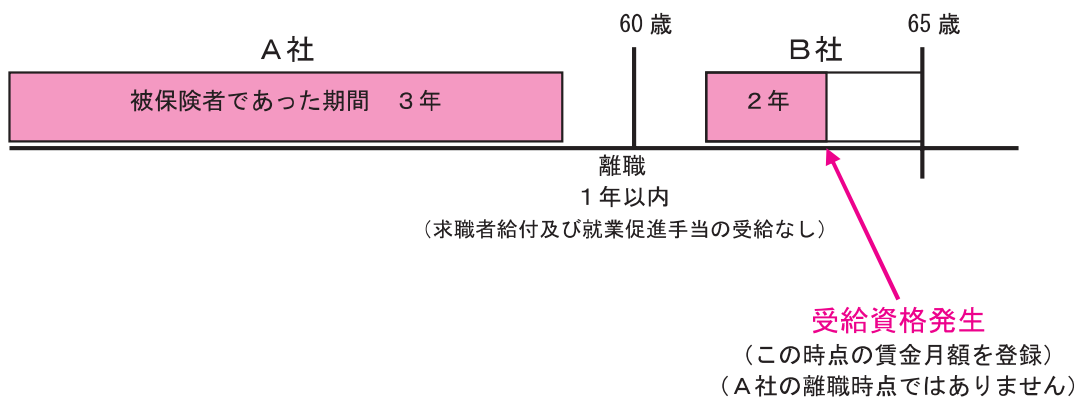 60歳
65歳
A社
B社
被保険者であった期間　3年
2年
離職
1年以内
（求職者給付及び就業促進手当の受給なし）
受給資格発生
（この時点の賃金月額を登録）
（A社の離職時点ではありません）